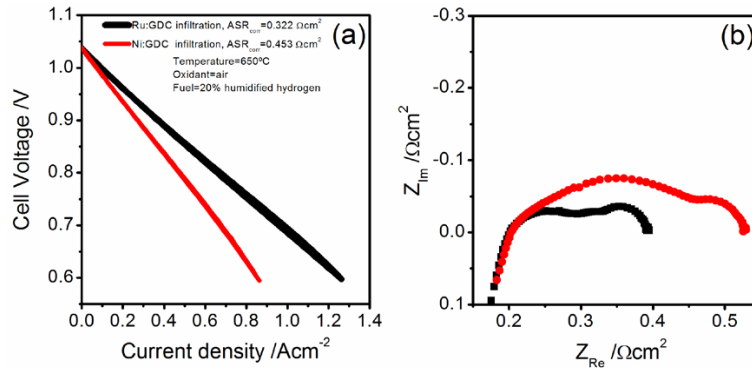 (a)
Ru:GDC infiltration, ASRcorr=0.322 Ωcm²
Ni:GDC infiltration, ASRcorr=0.453 Ωcm²
Temperature=650ºC
Oxidant=air
Fuel=20% humidified hydrogen
Cell Voltage /V
1.1
1.0
0.9
0.8
0.7
0.6
0.0 0.2 0.4 0.6 0.8 1.0 1.2 1.4
Current density /Acm⁻²
(b)
ZIm /Ωcm²
-0.3
-0.2
-0.1
0.0
0.1
0.2 0.3 0.4 0.5
ZRe /Ωcm²